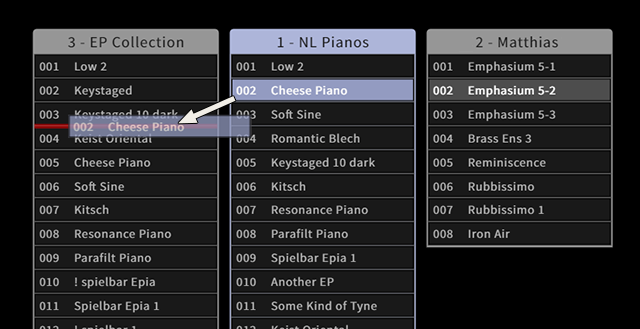 3 - EP Collection
001 Low 2
002 Keystaged
003 Keystaged 10 dark
002 Cheese Piano
004 Keist Oriental
005 Cheese Piano
006 Soft Sine
007 Kitsch
008 Resonance Piano
009 Parafilt Piano
010 ! spielbar Epia
011 Spielbar Epia 1
012 ! spielbar 1
1 - NL Pianos
001 Low 2
002 Cheese Piano
003 Soft Sine
004 Romantic Blech
005 Keystaged 10 dark
006 Kitsch
007 Resonance Piano
008 Parafilt Piano
009 Spielbar Epia 1
010 Another EP
011 Some Kind of Tyne
012 Keist Oriental
2 - Matthias
001 Emphasium 5-1
002 Emphasium 5-2
003 Emphasium 5-3
004 Brass Ens 3
005 Reminiscence
006 Rubbissimo
007 Rubbissimo 1
008 Iron Air